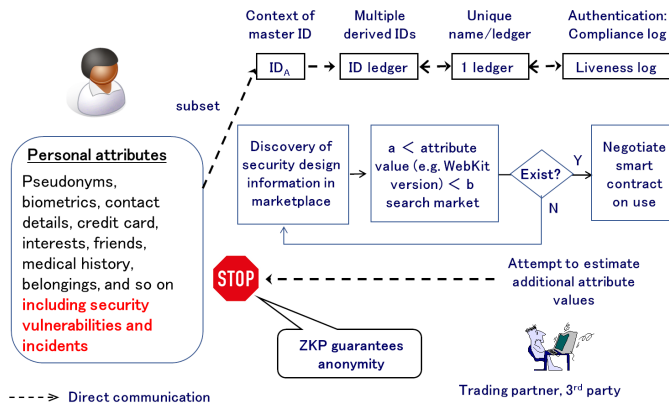 Context of
master ID
Multiple
derived IDs
Unique
name/ledger
Authentication:
Compliance log
IDA
ID ledger
1 ledger
Liveness log
subset
Personal attributes
Pseudonyms,
biometrics, contact
details, credit card,
interests, friends,
medical history,
belongings, and so on
including security
vulnerabilities and
incidents
Discovery of
security design
information in
marketplace
a < attribute
value (e.g. WebKit
version) < b
search market
Exist?
Y
N
Negotiate
smart
contract
on use
STOP
Attempt to estimate
additional attribute
values
ZKP guarantees
anonymity
Trading partner, 3rd party
Direct communication